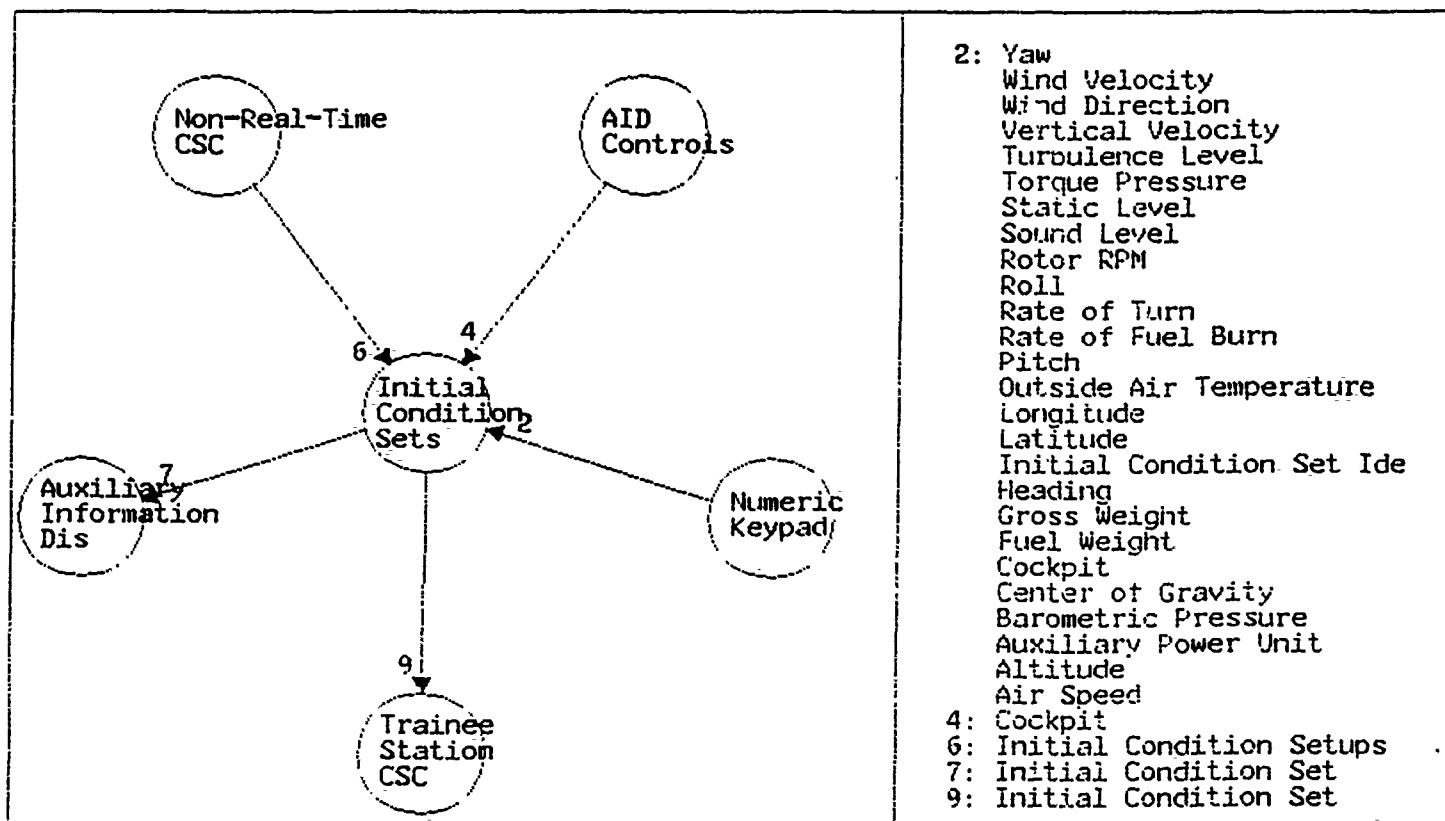 Non-Real-Time
CSC
AID
Controls
6
4
Initial
Condition
Sets
2
7
Auxiliary
Information
Dis
Numeric
Keypad
9
Trainee
Station
CSC
2: Yaw
Wind Velocity
Wind Direction
Vertical Velocity
Turbulence Level
Torque Pressure
Static Level
Sound Level
Rotor RPM
Roll
Rate of Turn
Rate of Fuel Burn
Pitch
Outside Air Temperature
Longitude
Latitude
Initial Condition Set Ide
Heading
Gross Weight
Fuel Weight
Cockpit
Center of Gravity
Barometric Pressure
Auxiliary Power Unit
Altitude
Air Speed
4: Cockpit
6: Initial Condition Setups
7: Initial Condition Set
9: Initial Condition Set